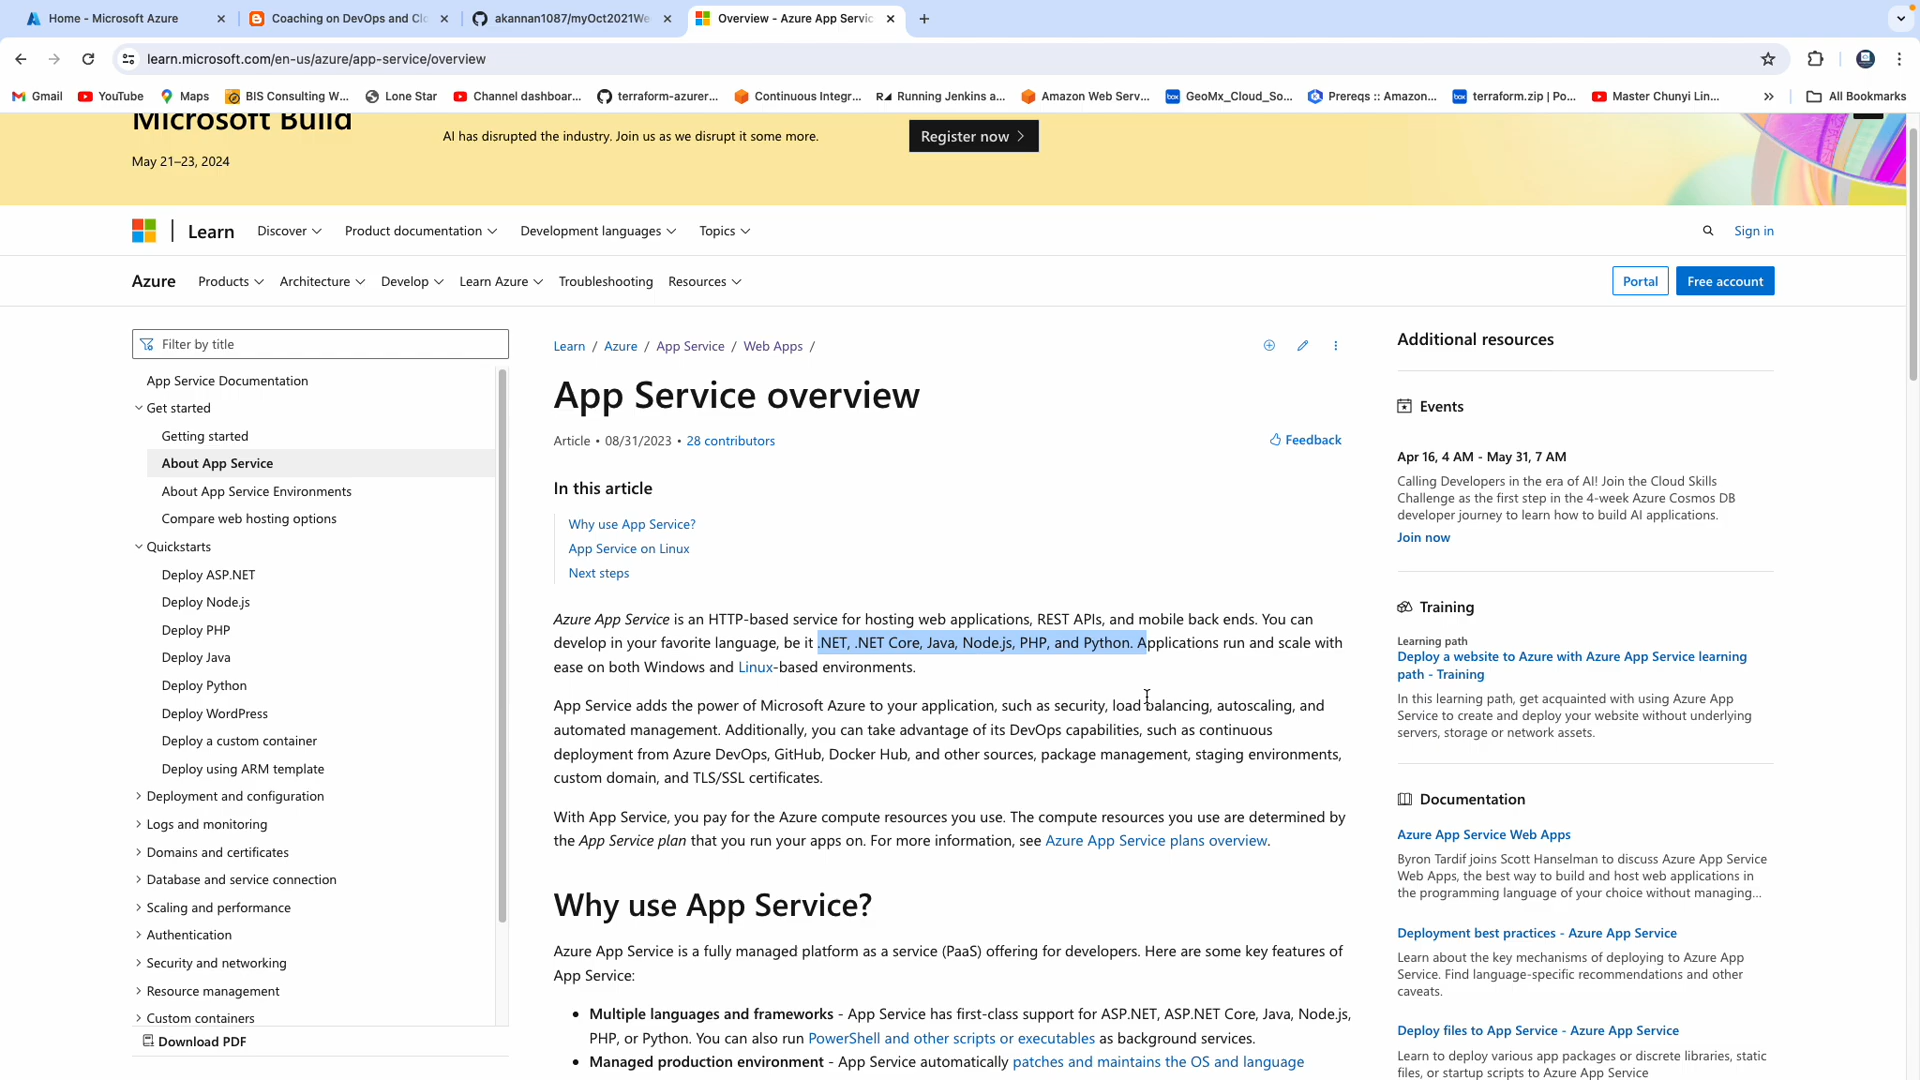 Home - Microsoft Azure
Coaching on DevOps and Clo
akannan1087/myOct2021We
Overview - Azure App Servic
learn.microsoft.com/en-us/azure/app-service/overview
Gmail
YouTube
Maps
BIS Consulting W...
Lone Star
Channel dashboar...
terraform-azurer...
Continuous Integr...
Running Jenkins a...
Amazon Web Serv...
GeoMx_Cloud_So...
Prereqs :: Amazon...
terraform.zip | Po...
Master Chunyi Lin...
All Bookmarks
Microsoft Build
May 21–23, 2024
AI has disrupted the industry. Join us as we disrupt it some more.
Register now
Learn
Discover
Product documentation
Development languages
Topics
Sign in
Azure
Products
Architecture
Develop
Learn Azure
Troubleshooting
Resources
Portal
Free account
Filter by title
App Service Documentation
Get started
Getting started
About App Service
About App Service Environments
Compare web hosting options
Quickstarts
Deploy ASP.NET
Deploy Node.js
Deploy PHP
Deploy Java
Deploy Python
Deploy WordPress
Deploy a custom container
Deploy using ARM template
Deployment and configuration
Logs and monitoring
Domains and certificates
Database and service connection
Scaling and performance
Authentication
Security and networking
Resource management
Custom containers
Download PDF
Learn / Azure / App Service / Web Apps /
App Service overview
Article • 08/31/2023 • 28 contributors
Feedback
In this article
Why use App Service?
App Service on Linux
Next steps
Azure App Service is an HTTP-based service for hosting web applications, REST APIs, and mobile back ends. You can
develop in your favorite language, be it .NET, .NET Core, Java, Node.js, PHP, and Python. Applications run and scale with
ease on both Windows and Linux-based environments.
App Service adds the power of Microsoft Azure to your application, such as security, load balancing, autoscaling, and
automated management. Additionally, you can take advantage of its DevOps capabilities, such as continuous
deployment from Azure DevOps, GitHub, Docker Hub, and other sources, package management, staging environments,
custom domain, and TLS/SSL certificates.
With App Service, you pay for the Azure compute resources you use. The compute resources you use are determined by
the App Service plan that you run your apps on. For more information, see Azure App Service plans overview.
Why use App Service?
Azure App Service is a fully managed platform as a service (PaaS) offering for developers. Here are some key features of
App Service:
• Multiple languages and frameworks - App Service has first-class support for ASP.NET, ASP.NET Core, Java, Node.js,
PHP, or Python. You can also run PowerShell and other scripts or executables as background services.
• Managed production environment - App Service automatically patches and maintains the OS and language
Additional resources
Events
Apr 16, 4 AM - May 31, 7 AM
Calling Developers in the era of AI! Join the Cloud Skills
Challenge as the first step in the 4-week Azure Cosmos DB
developer journey to learn how to build AI applications.
Join now
Training
Learning path
Deploy a website to Azure with Azure App Service learning
path - Training
In this learning path, get acquainted with using Azure App
Service to create and deploy your website without underlying
servers, storage or network assets.
Documentation
Azure App Service Web Apps
Byron Tardif joins Scott Hanselman to discuss Azure App Service
Web Apps, the best way to build and host web applications in
the programming language of your choice without managing...
Deployment best practices - Azure App Service
Learn about the key mechanisms of deploying to Azure App
Service. Find language-specific recommendations and other
caveats.
Deploy files to App Service - Azure App Service
Learn to deploy various app packages or discrete libraries, static
files, or startup scripts to Azure App Service